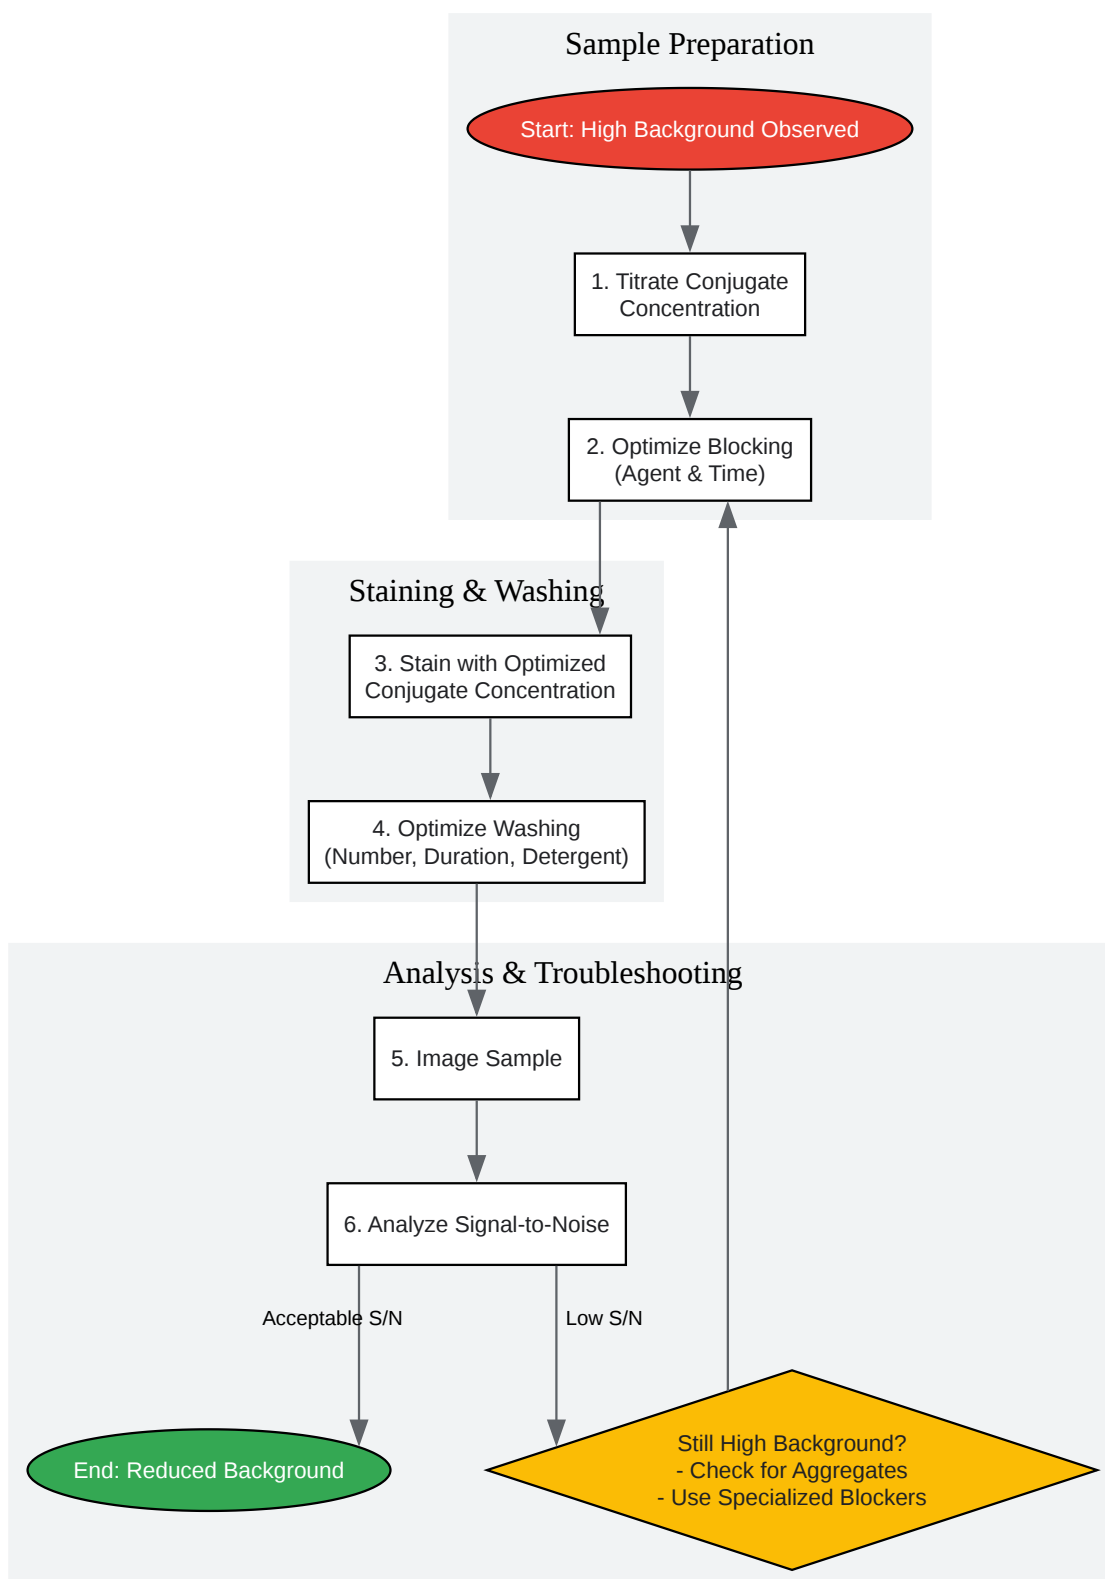 Sample Preparation
Start: High Background Observed
1. Titrate Conjugate
Concentration
2. Optimize Blocking
(Agent & Time)
Staining & Washing
3. Stain with Optimized
Conjugate Concentration
4. Optimize Washing
(Number, Duration, Detergent)
Analysis & Troubleshooting
5. Image Sample
6. Analyze Signal-to-Noise
Acceptable S/N
Low S/N
End: Reduced Background
Still High Background?
- Check for Aggregates
- Use Specialized Blockers